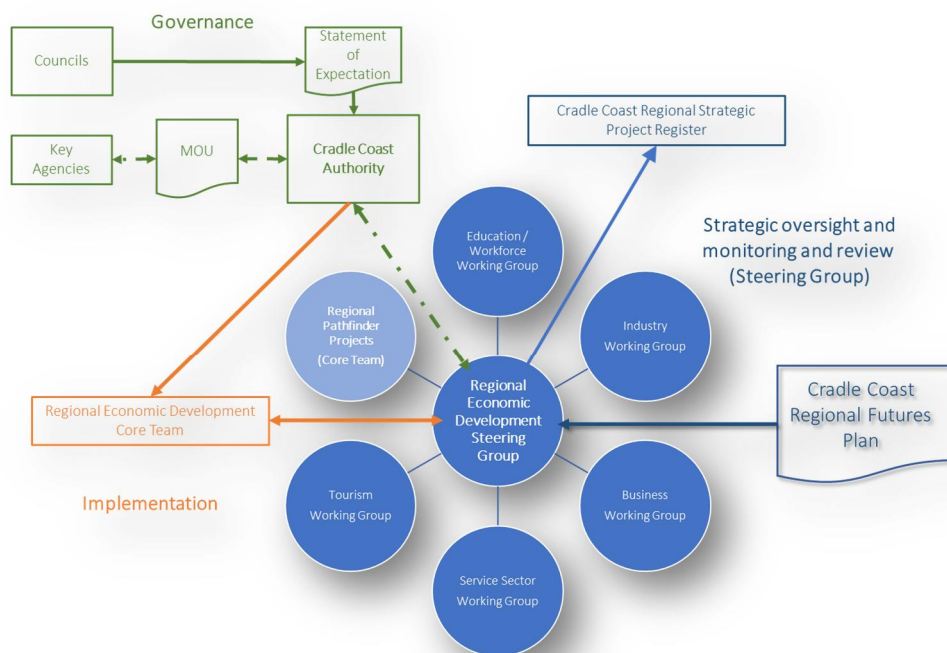 Governance
Councils
Statement
of
Expectation
Key
Agencies
MOU
Cradle Coast
Authority
Cradle Coast Regional Strategic
Project Register
Education /
Workforce
Working Group
Strategic oversight and
monitoring and review
(Steering Group)
Regional
Pathfinder
Projects
(Core Team)
Industry
Working Group
Regional Economic Development
Core Team
Regional
Economic
Development
Steering
Group
Cradle Coast
Regional Futures
Plan
Implementation
Tourism
Working Group
Business
Working Group
Service Sector
Working Group